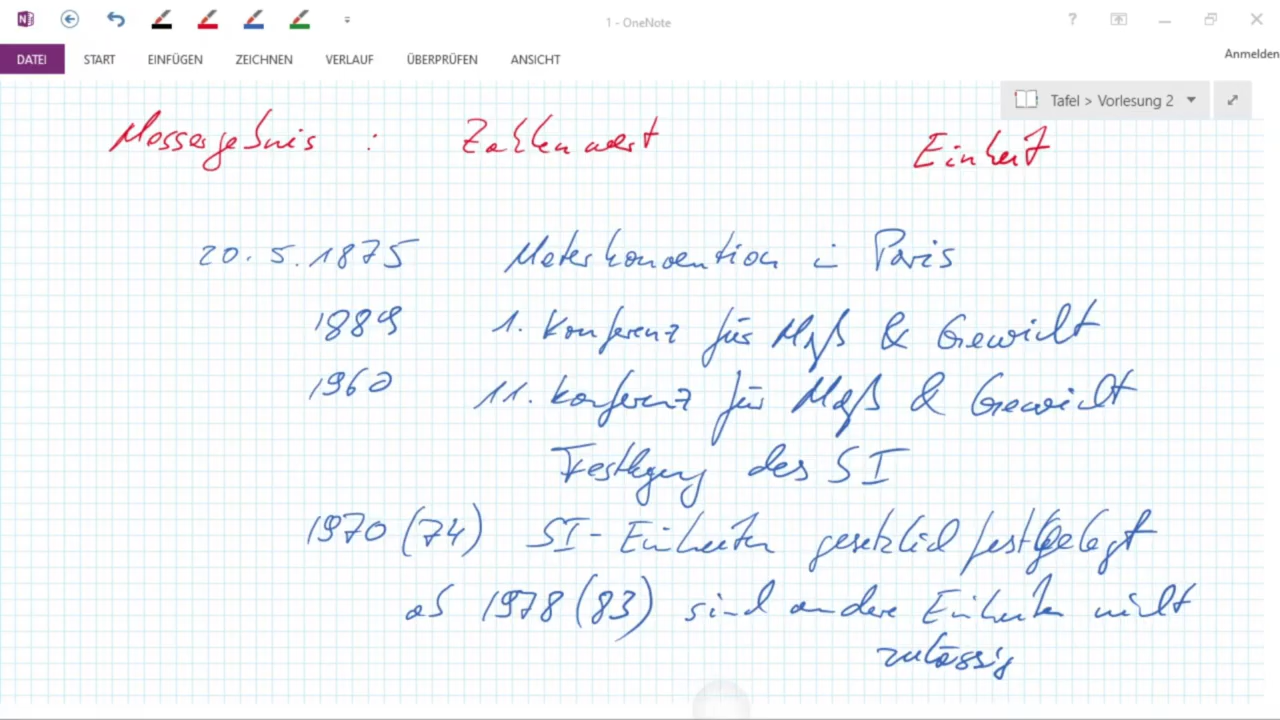 1 - OneNote
?
DATEI START EINFÜGEN ZEICHNEN VERLAUF ÜBERPRÜFEN ANSICHT
Anmelden
Tafel > Vorlesung 2
Messergebnis : Zahlenwert Einheit
20.5.1875 Meterkonvention in Paris
1889 1. Konferenz für Maß & Gewicht
1960 11. Konferenz für Maß & Gewicht
Festlegung des SI
1970 (74) SI-Einheiten gesetzlich festgelegt
ab 1978 (83) sind andere Einheiten nicht
zulässig